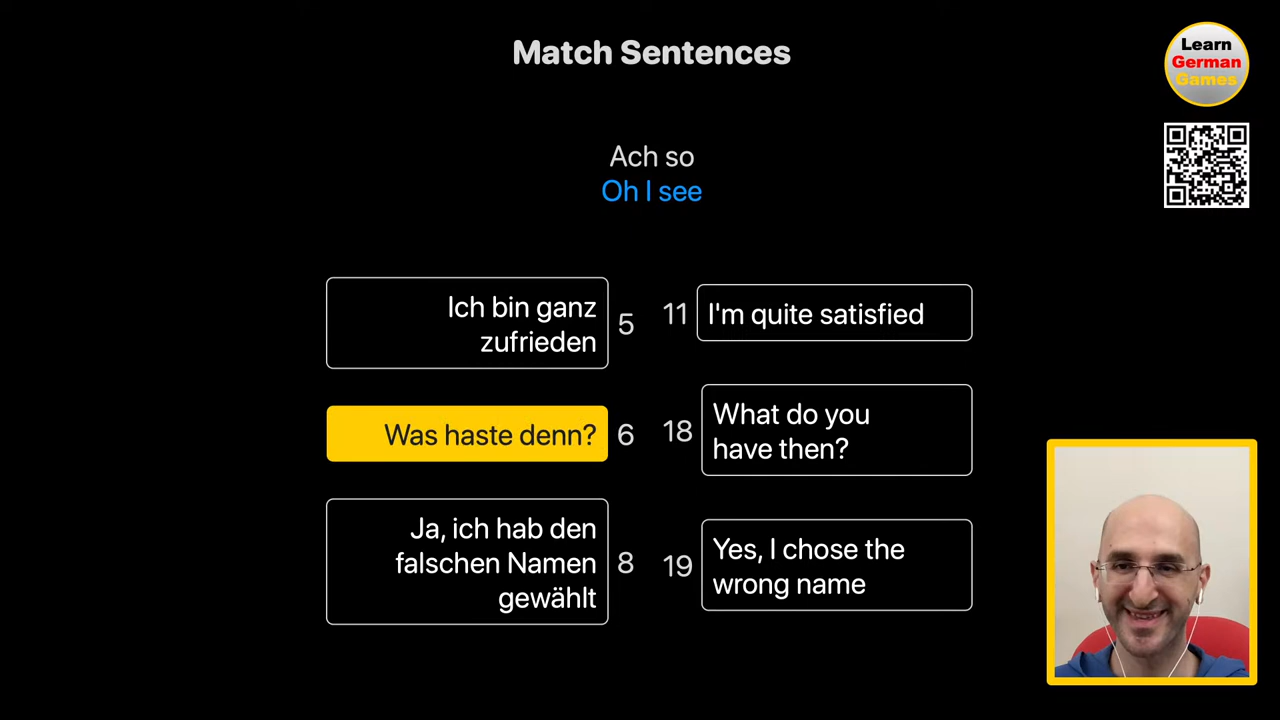 Match Sentences
Learn
German
Games
Ach so
Oh I see
Ich bin ganz
zufrieden
5
11
I'm quite satisfied
Was haste denn?
6
18
What do you
have then?
Ja, ich hab den
falschen Namen
gewählt
8
19
Yes, I chose the
wrong name